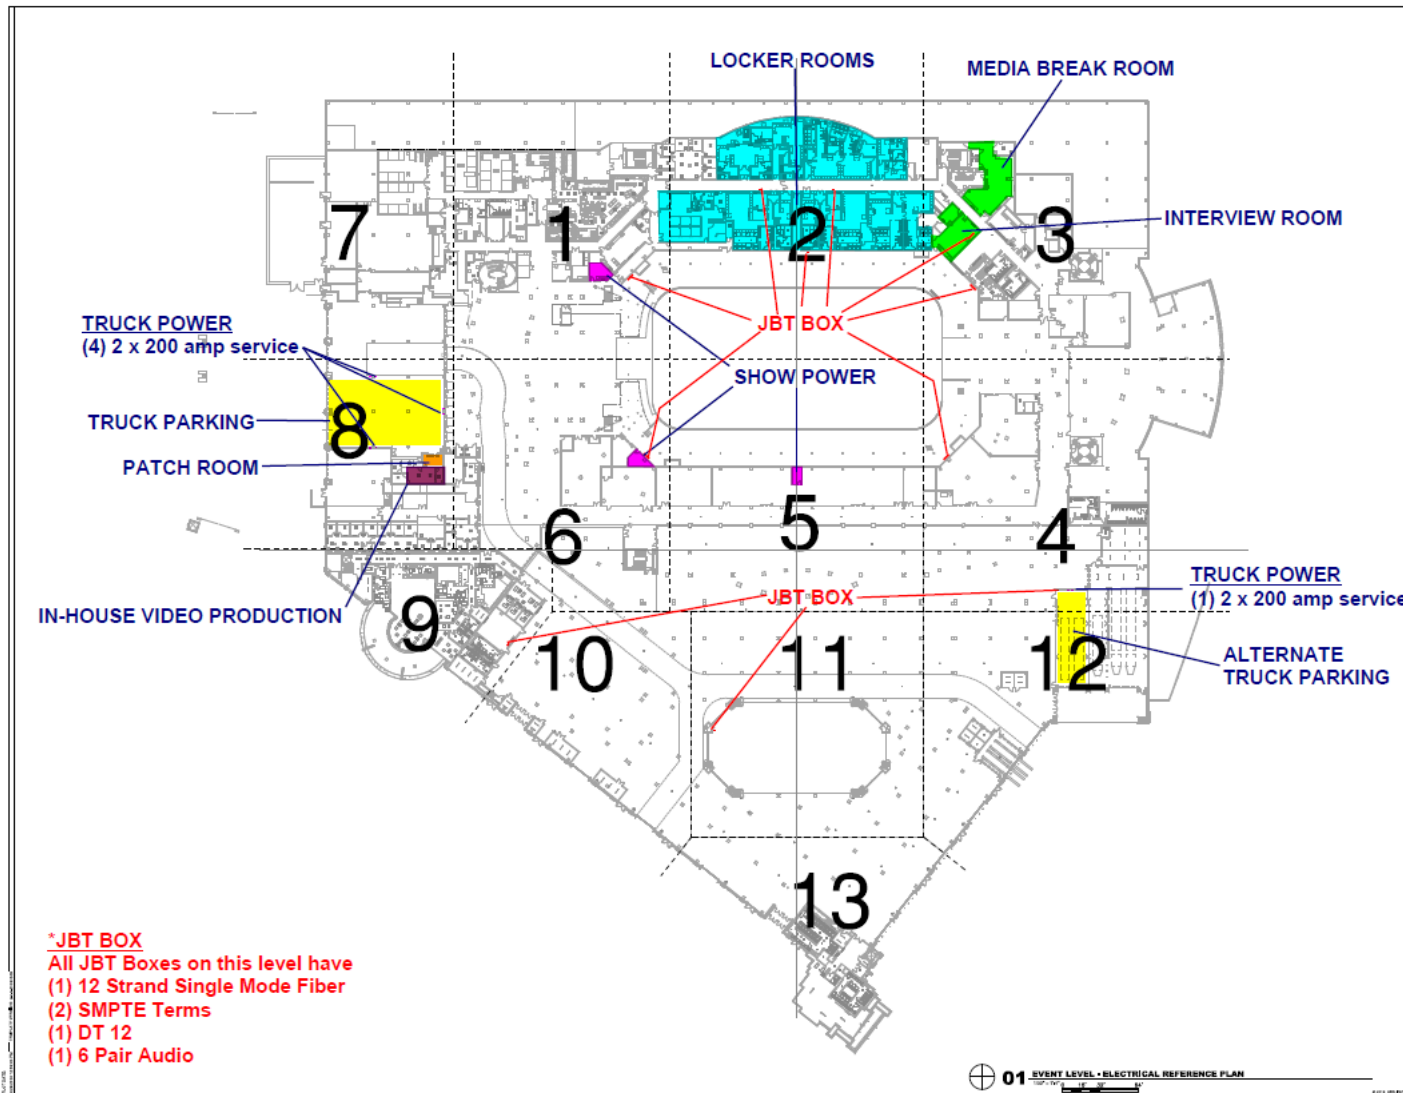 LOCKER ROOMS
MEDIA BREAK ROOM
7
1
2
3
INTERVIEW ROOM
TRUCK POWER
(4) 2 x 200 amp service
JBT BOX
SHOW POWER
TRUCK PARKING
8
PATCH ROOM
6
5
4
IN-HOUSE VIDEO PRODUCTION
9
JBT BOX
TRUCK POWER
(1) 2 x 200 amp service
10
11
12
ALTERNATE
TRUCK PARKING
13
*JBT BOX
All JBT Boxes on this level have
(1) 12 Strand Single Mode Fiber
(2) SMPTE Terms
(1) DT 12
(1) 6 Pair Audio
01 EVENT LEVEL - ELECTRICAL REFERENCE PLAN